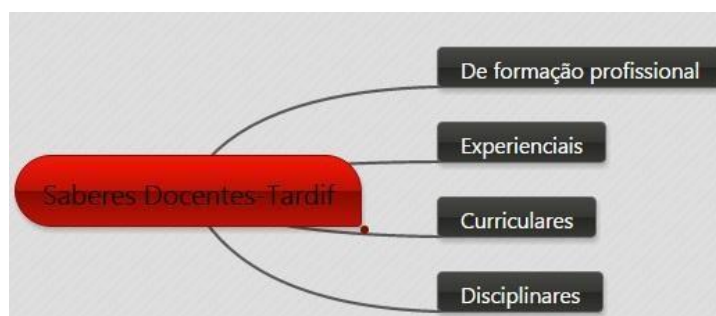 De formação profissional
Experienciais
Saberes Docentes-Tardif
Curriculares
Disciplinares